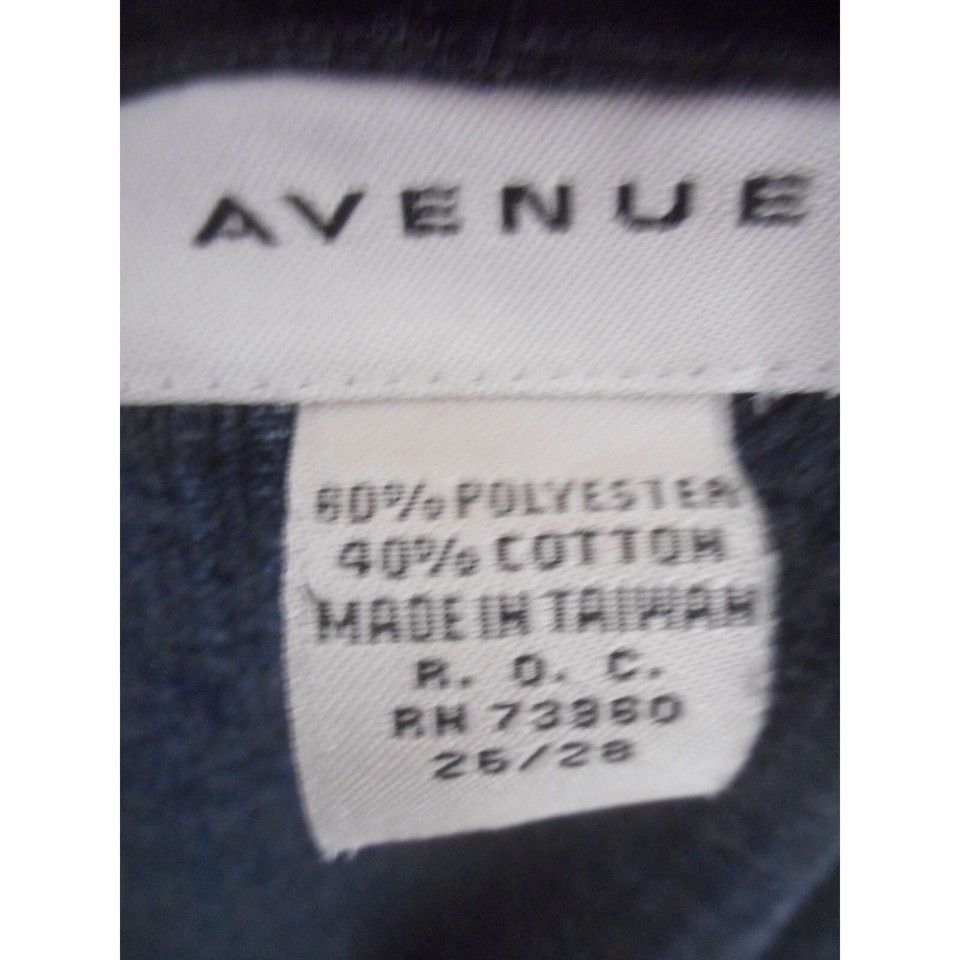 AVENUE
60% POLYESTER
40% COTTON
MADE IN TAIWAN
R. O. C.
RN 73960
26/28